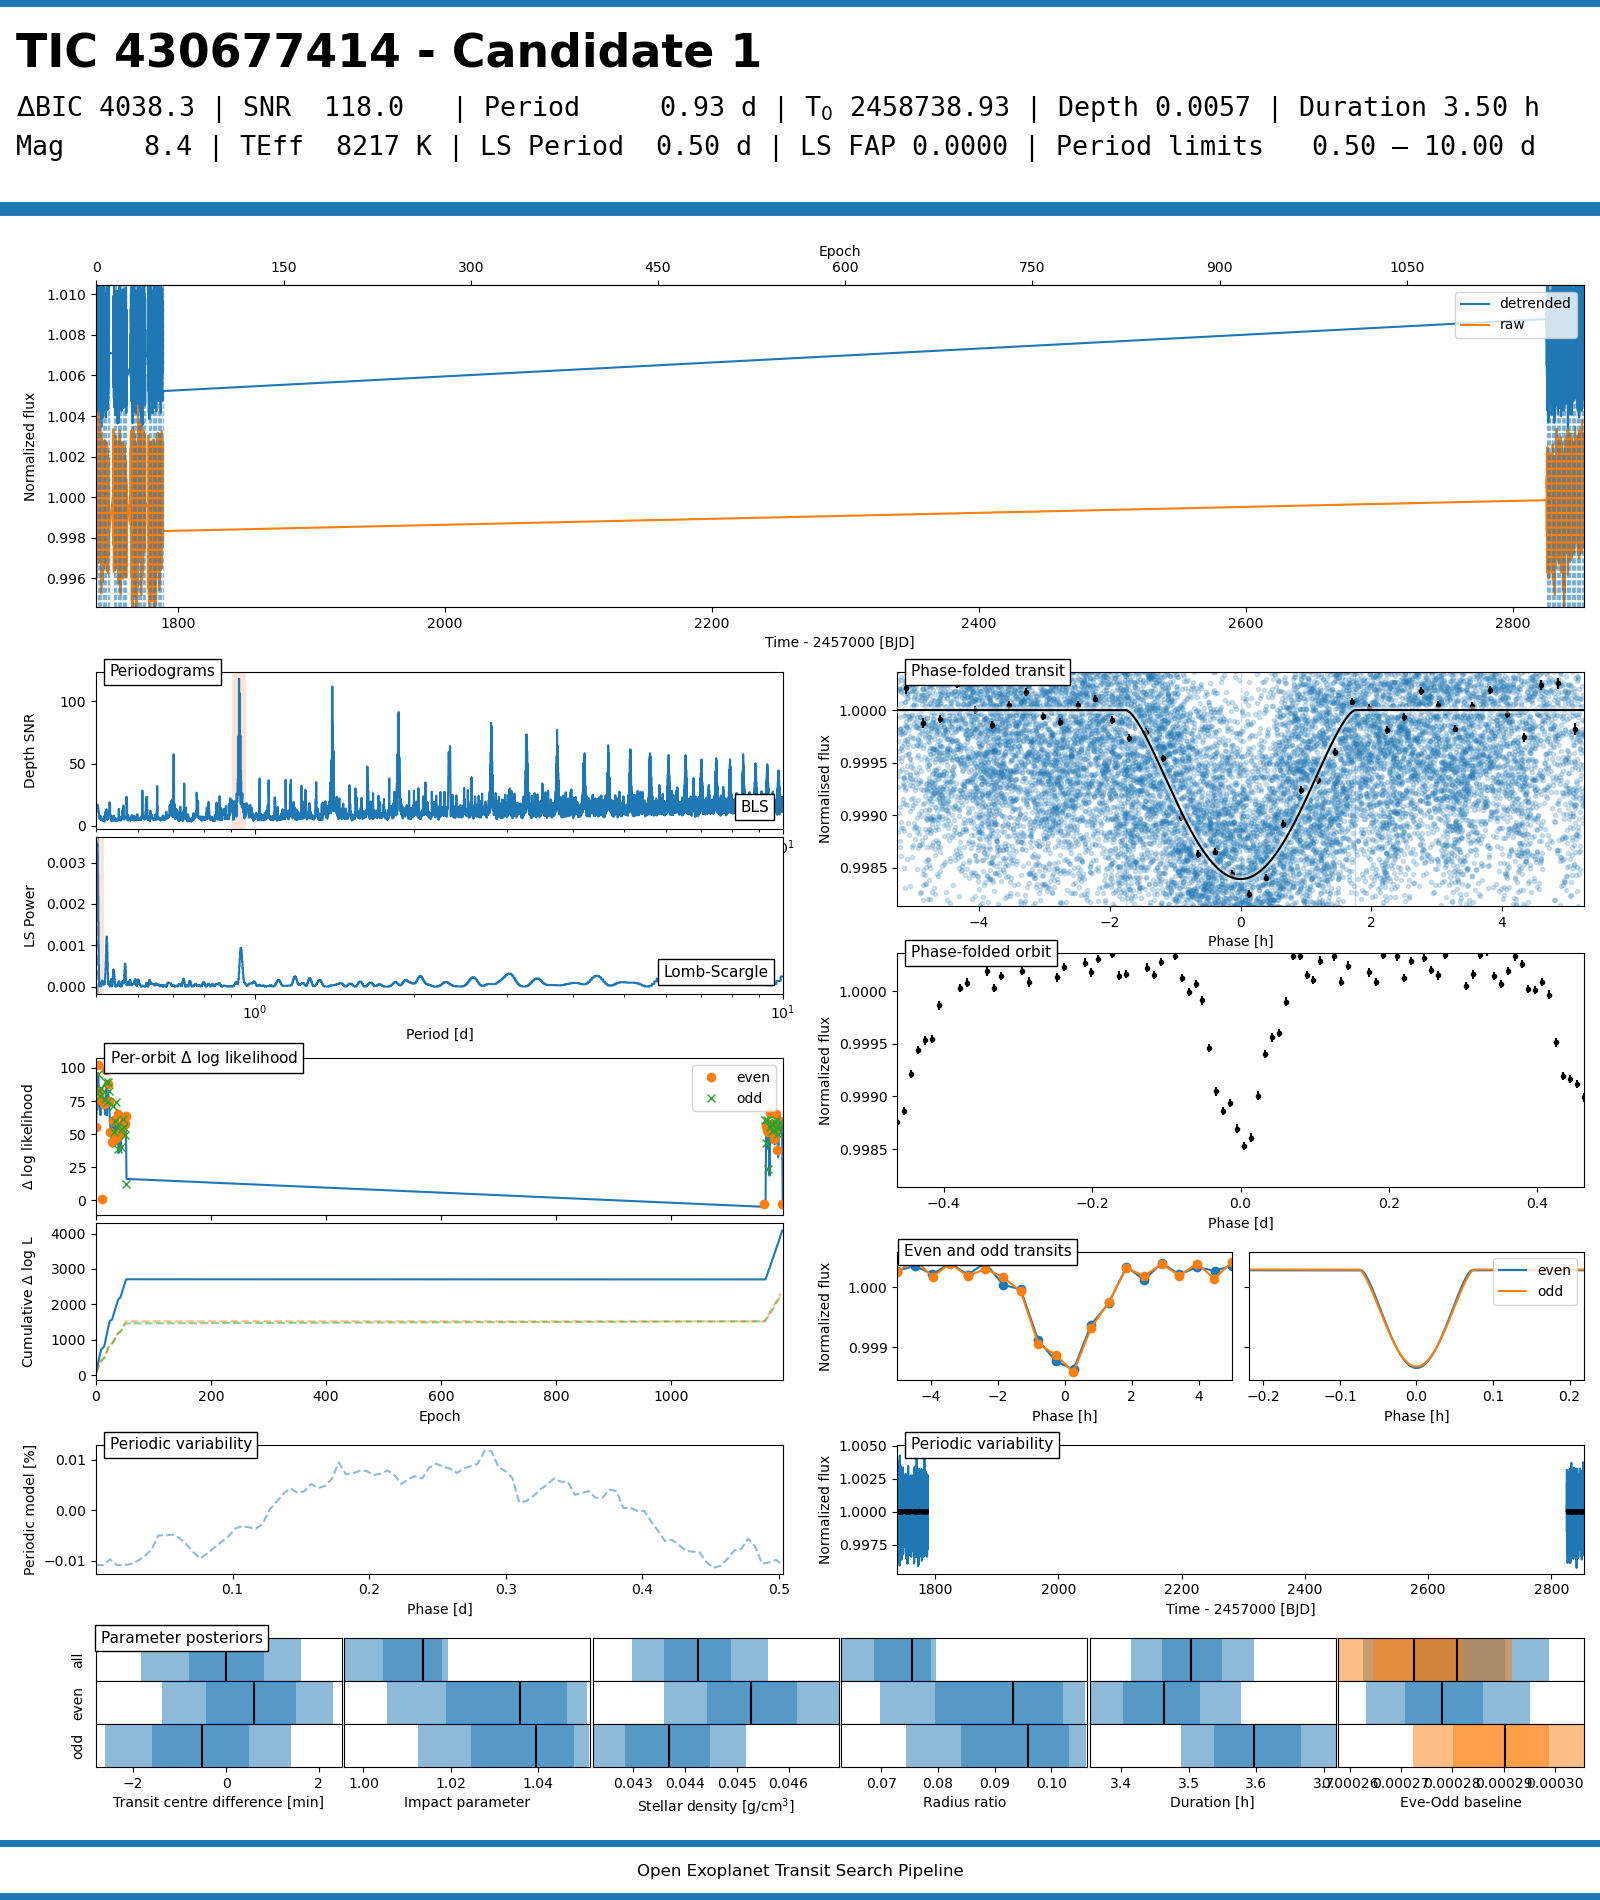 TIC 430677414 - Candidate 1
ΔBIC 4038.3 | SNR 118.0 | Period 0.93 d | T0 2458738.93 | Depth 0.0057 | Duration 3.50 h
Mag 8.4 | TEff 8217 K | LS Period 0.50 d | LS FAP 0.0000 | Period limits 0.50 — 10.00 d
Epoch
0 150 300 450 600 750 900 1050
Normalized flux
1.010
1.008
1.006
1.004
1.002
1.000
0.998
0.996
detrended
raw
1800 2000 2200 2400 2600 2800
Time - 2457000 [BJD]
Periodograms
Depth SNR
100
50
0
BLS
LS Power
0.003
0.002
0.001
0.000
Lomb-Scargle
10^0 10^1
Period [d]
Phase-folded transit
Normalised flux
1.0000
0.9995
0.9990
0.9985
−4 −2 0 2 4
Phase [h]
Phase-folded orbit
Normalized flux
1.0000
0.9995
0.9990
0.9985
−0.4 −0.2 0.0 0.2 0.4
Phase [d]
Per-orbit Δ log likelihood
Δ log likelihood
100
75
50
25
0
even
odd
Cumulative Δ log L
4000
3000
2000
1000
0
0 200 400 600 800 1000
Epoch
Even and odd transits
Normalized flux
1.000
0.999
−4 −2 0 2 4
Phase [h]
even
odd
−0.2 −0.1 0.0 0.1 0.2
Phase [h]
Periodic variability
Periodic model [%]
0.01
0.00
−0.01
0.1 0.2 0.3 0.4 0.5
Phase [d]
Periodic variability
Normalized flux
1.0050
1.0025
1.0000
0.9975
1800 2000 2200 2400 2600 2800
Time - 2457000 [BJD]
Parameter posteriors
all
even
odd
−2 0 2
Transit centre difference [min]
1.00 1.02 1.04
Impact parameter
0.043 0.044 0.045 0.046
Stellar density [g/cm3]
0.07 0.08 0.09 0.10
Radius ratio
3.4 3.5 3.6
Duration [h]
0.00027 0.00028 0.00029 0.00030
Eve-Odd baseline
Open Exoplanet Transit Search Pipeline